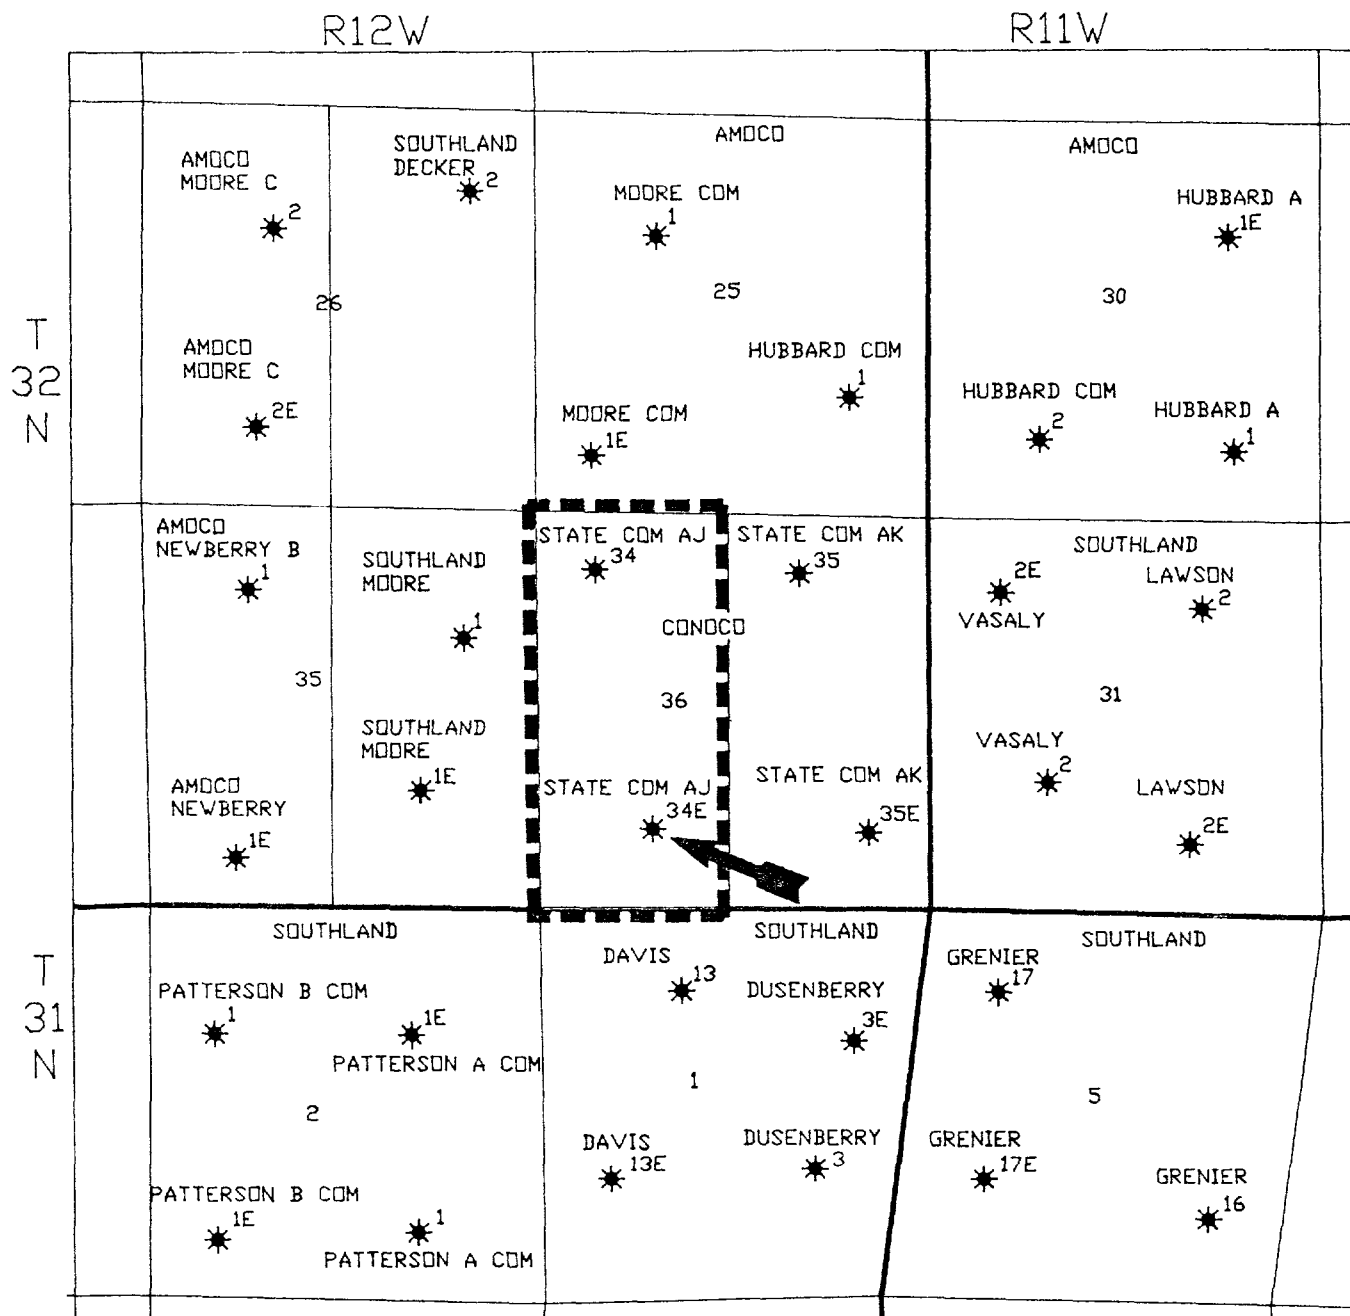 R12W
R11W
AMOCO
MOORE C
2
SOUTHLAND
DECKER
2
AMOCO
MOORE COM
1
AMOCO
HUBBARD A
1E
26
25
30
T
32
N
AMOCO
MOORE C
2E
MOORE COM
1E
HUBBARD COM
1
HUBBARD COM
2
HUBBARD A
1
AMOCO
NEWBERRY B
1
SOUTHLAND
MOORE
1
STATE COM AJ
34
STATE COM AK
35
SOUTHLAND
2E
VASALY
LAWSON
2
CONOCO
35
36
31
SOUTHLAND
MOORE
1E
AMOCO
NEWBERRY
1E
STATE COM AJ
34E
STATE COM AK
35E
VASALY
2
LAWSON
2E
T
31
N
SOUTHLAND
PATTERSON B COM
1
1E
PATTERSON A COM
DAVIS
13
SOUTHLAND
DUSENBERRY
3E
GRENIER
17
SOUTHLAND
2
1
5
PATTERSON B COM
1E
1
PATTERSON A COM
DAVIS
13E
DUSENBERRY
3
GRENIER
17E
GRENIER
16